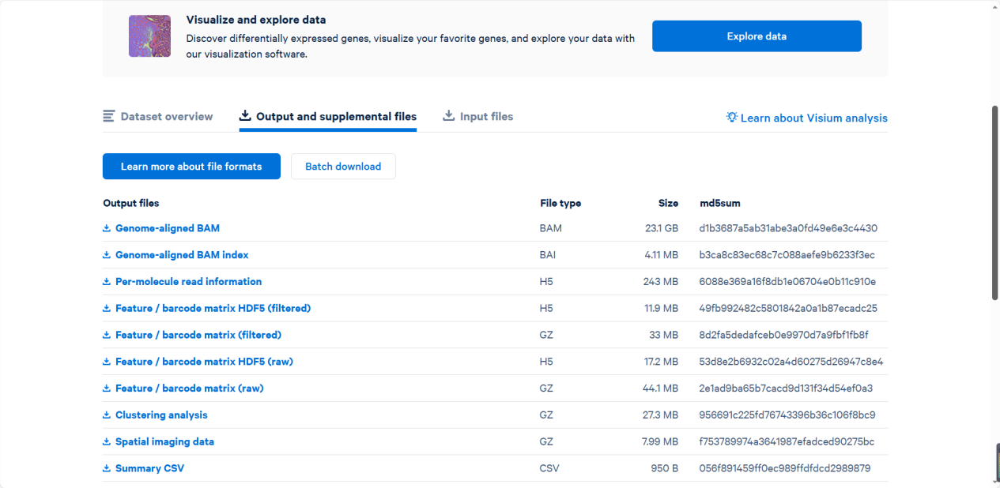 Visualize and explore data
Discover differentially expressed genes, visualize your favorite genes, and explore your data with
our visualization software.
Explore data
Dataset overview Output and supplemental files Input files Learn about Visium analysis
Learn more about file formats Batch download
Output files File type Size md5sum
Genome-aligned BAM BAM 23.1 GB d1b3687a5ab31abe3a0fd49e6e3c4430
Genome-aligned BAM index BAI 4.11 MB b3ca8c83ec68c7c088aefe9b6233f3ec
Per-molecule read information H5 243 MB 6088e369a16f8db1e06704e0b11c910e
Feature / barcode matrix HDF5 (filtered) H5 11.9 MB 49fb992482c5801842a0a1b87ecadc25
Feature / barcode matrix (filtered) GZ 33 MB 8d2fa5dedafceb0e9970d7a9fbf1fb8f
Feature / barcode matrix HDF5 (raw) H5 17.2 MB 53d8e2b6932c02a4d60275d26947c8e4
Feature / barcode matrix (raw) GZ 44.1 MB 2e1ad9ba65b7cacd9d131f34d54ef0a3
Clustering analysis GZ 27.3 MB 956691c225fd76743396b36c106f8bc9
Spatial imaging data GZ 7.99 MB f753789974a3641987efadced90275bc
Summary CSV CSV 950 B 056f891459ff0ec989ffdfdcd2989879